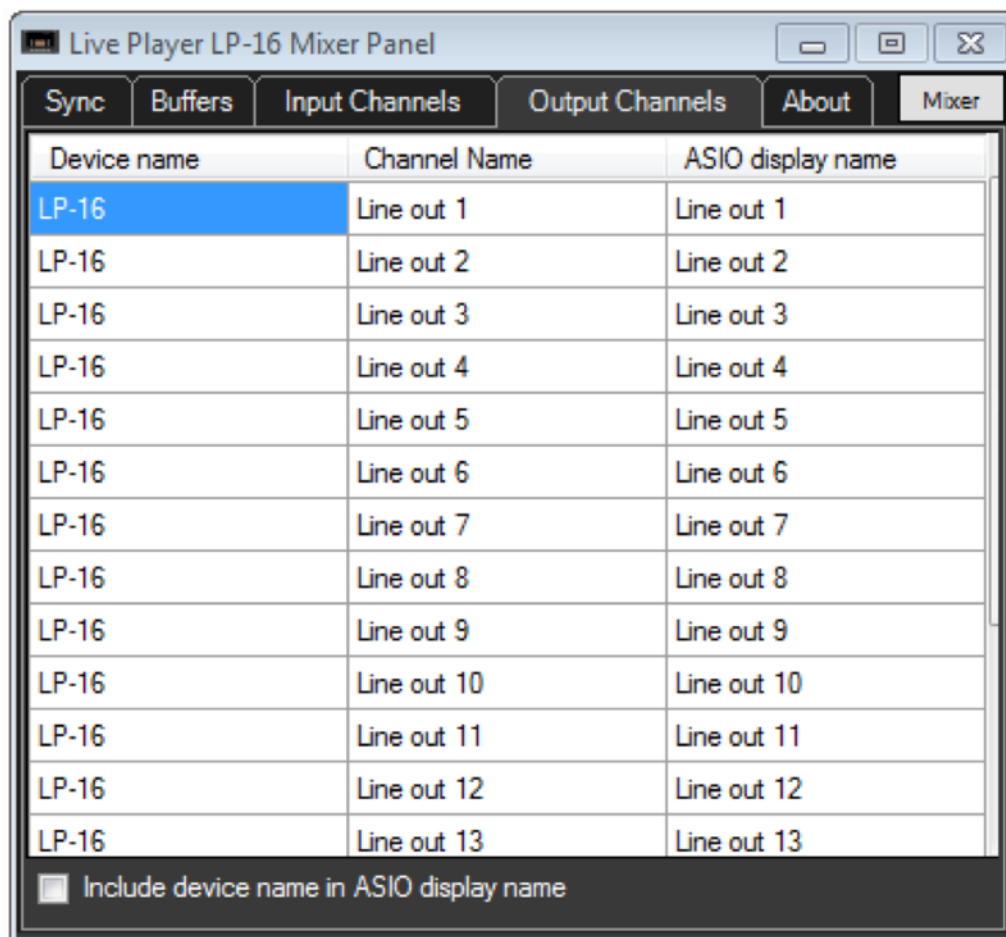 Live Player LP-16 Mixer Panel
Sync Buffers Input Channels Output Channels About Mixer
Device name Channel Name ASIO display name
LP-16 Line out 1 Line out 1
LP-16 Line out 2 Line out 2
LP-16 Line out 3 Line out 3
LP-16 Line out 4 Line out 4
LP-16 Line out 5 Line out 5
LP-16 Line out 6 Line out 6
LP-16 Line out 7 Line out 7
LP-16 Line out 8 Line out 8
LP-16 Line out 9 Line out 9
LP-16 Line out 10 Line out 10
LP-16 Line out 11 Line out 11
LP-16 Line out 12 Line out 12
LP-16 Line out 13 Line out 13
Include device name in ASIO display name